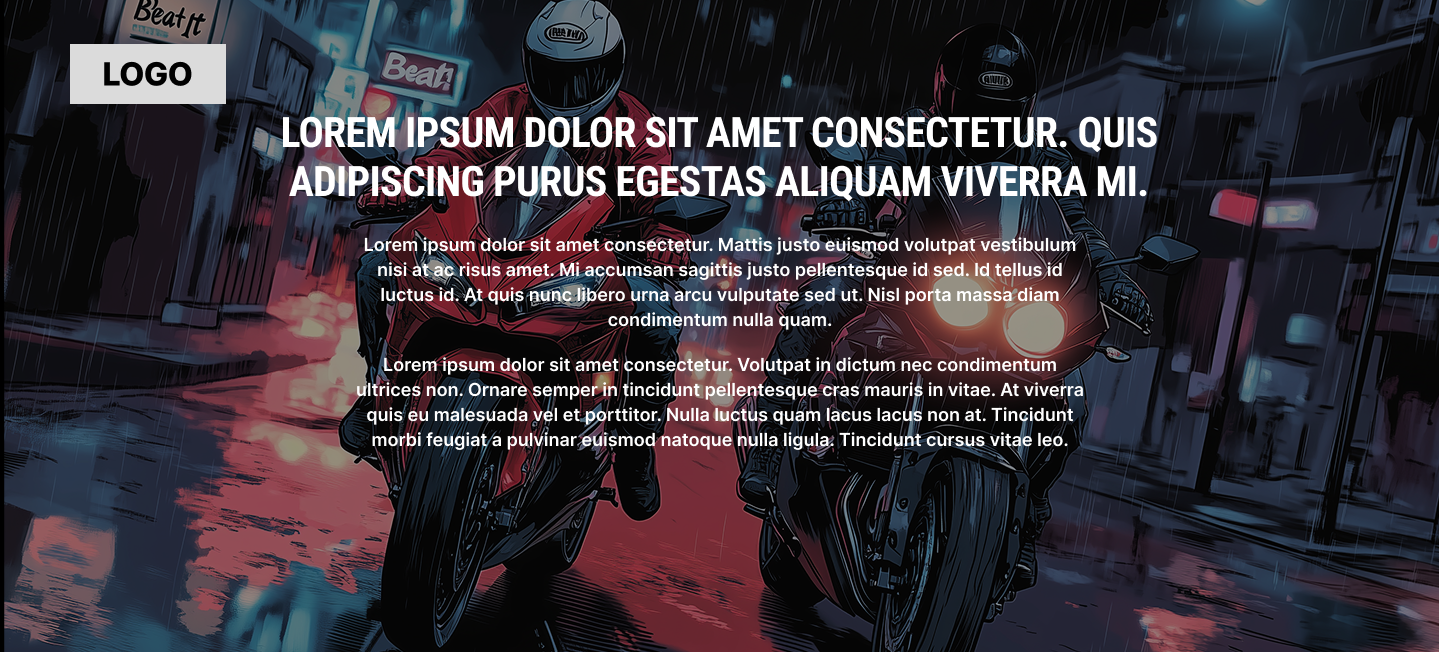 Beat It
LOGO
Beat!
LOREM IPSUM DOLOR SIT AMET CONSECTETUR. QUIS
ADIPISCING PURUS EGESTAS ALIQUAM VIVERRA MI.
Lorem ipsum dolor sit amet consectetur. Mattis justo euismod volutpat vestibulum
nisi at ac risus amet. Mi accumsan sagittis justo pellentesque id sed. Id tellus id
luctus id. At quis nunc libero urna arcu vulputate sed ut. Nisl porta massa diam
condimentum nulla quam.
Lorem ipsum dolor sit amet consectetur. Volutpat in dictum nec condimentum
ultrices non. Ornare semper in tincidunt pellentesque cras mauris in vitae. At viverra
quis eu malesuada vel et porttitor. Nulla luctus quam lacus lacus non at. Tincidunt
morbi feugiat a pulvinar euismod natoque nulla ligula. Tincidunt cursus vitae leo.